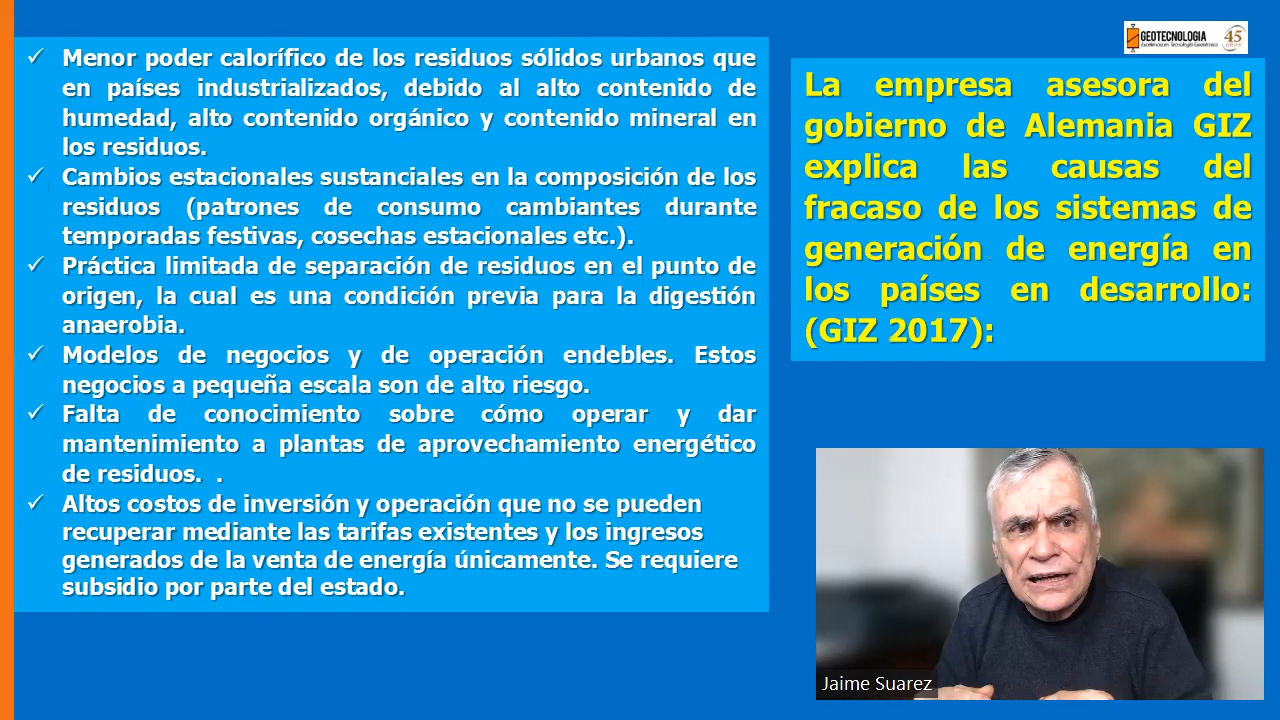 Menor poder calorífico de los residuos sólidos urbanos que
en países industrializados, debido al alto contenido de
humedad, alto contenido orgánico y contenido mineral en
los residuos.
Cambios estacionales sustanciales en la composición de los
residuos (patrones de consumo cambiantes durante
temporadas festivas, cosechas estacionales etc.).
Práctica limitada de separación de residuos en el punto de
origen, la cual es una condición previa para la digestión
anaerobia.
Modelos de negocios y de operación endebles. Estos
negocios a pequeña escala son de alto riesgo.
Falta de conocimiento sobre cómo operar y dar
mantenimiento a plantas de aprovechamiento energético
de residuos. .
Altos costos de inversión y operación que no se pueden
recuperar mediante las tarifas existentes y los ingresos
generados de la venta de energía únicamente. Se requiere
subsidio por parte del estado.
GEOTECNOLOGIA
Excelencia en Tecnología Geotécnica
45
años
La empresa asesora del
gobierno de Alemania GIZ
explica las causas del
fracaso de los sistemas de
generación de energía en
los países en desarrollo:
(GIZ 2017):
Jaime Suarez